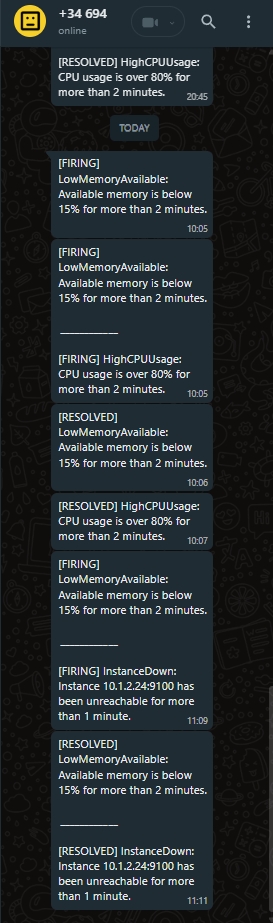 +34 694
online
[RESOLVED] HighCPUUsage:
CPU usage is over 80% for
more than 2 minutes.
20:45
TODAY
[FIRING]
LowMemoryAvailable:
Available memory is below
15% for more than 2 minutes.
10:05
[FIRING]
LowMemoryAvailable:
Available memory is below
15% for more than 2 minutes.
___________
[FIRING] HighCPUUsage:
CPU usage is over 80% for
more than 2 minutes.
10:05
[RESOLVED]
LowMemoryAvailable:
Available memory is below
15% for more than 2 minutes.
10:06
[RESOLVED] HighCPUUsage:
CPU usage is over 80% for
more than 2 minutes.
10:07
[FIRING]
LowMemoryAvailable:
Available memory is below
15% for more than 2 minutes.
___________
[FIRING] InstanceDown:
Instance 10.1.2.24:9100 has
been unreachable for more
than 1 minute.
11:09
[RESOLVED]
LowMemoryAvailable:
Available memory is below
15% for more than 2 minutes.
___________
[RESOLVED] InstanceDown:
Instance 10.1.2.24:9100 has
been unreachable for more
than 1 minute.
11:11